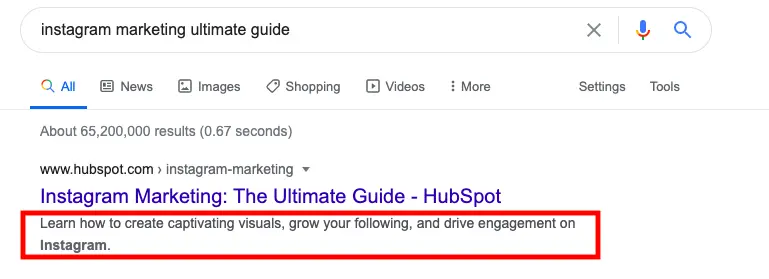 instagram marketing ultimate guide
All News Images Shopping Videos More Settings Tools
About 65,200,000 results (0.67 seconds)
www.hubspot.com › instagram-marketing
Instagram Marketing: The Ultimate Guide - HubSpot
Learn how to create captivating visuals, grow your following, and drive engagement on
Instagram.